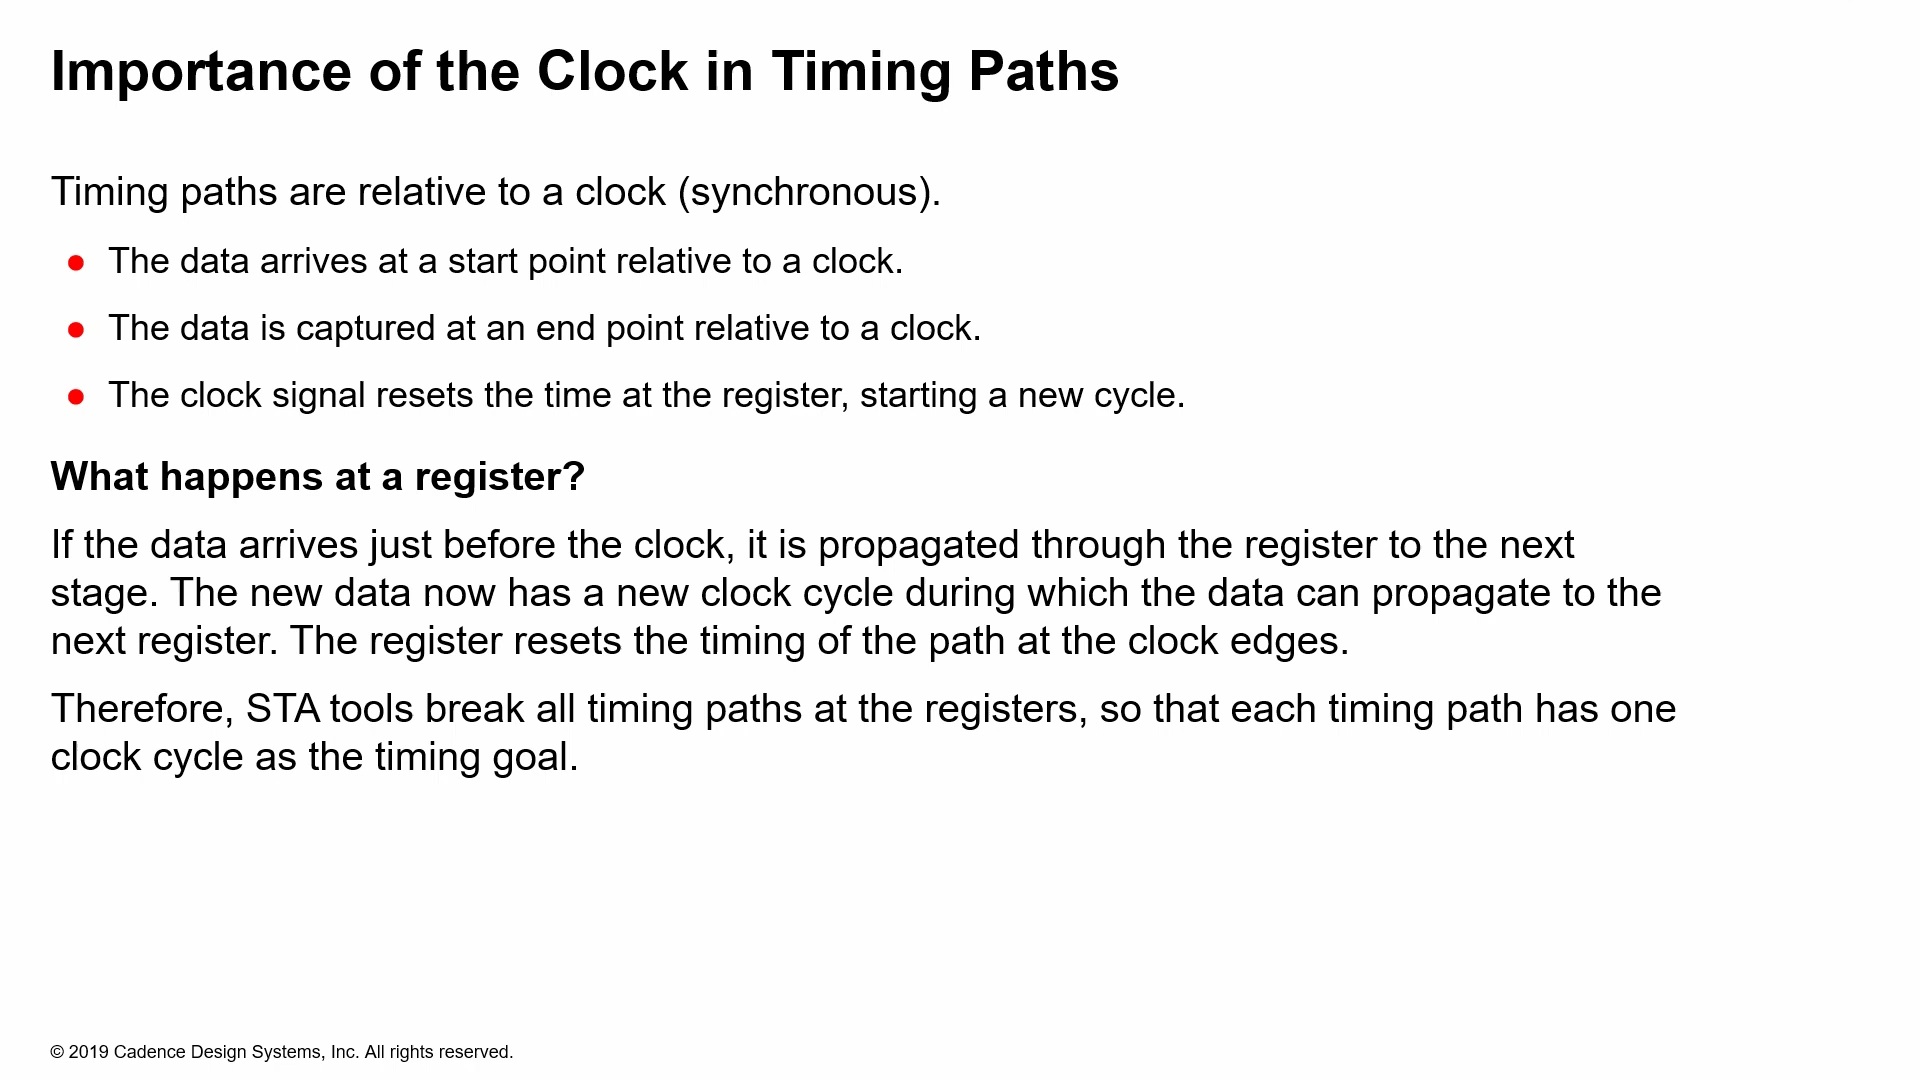 Importance of the Clock in Timing Paths
Timing paths are relative to a clock (synchronous).
● The data arrives at a start point relative to a clock.
● The data is captured at an end point relative to a clock.
● The clock signal resets the time at the register, starting a new cycle.
What happens at a register?
If the data arrives just before the clock, it is propagated through the register to the next
stage. The new data now has a new clock cycle during which the data can propagate to the
next register. The register resets the timing of the path at the clock edges.
Therefore, STA tools break all timing paths at the registers, so that each timing path has one
clock cycle as the timing goal.
© 2019 Cadence Design Systems, Inc. All rights reserved.